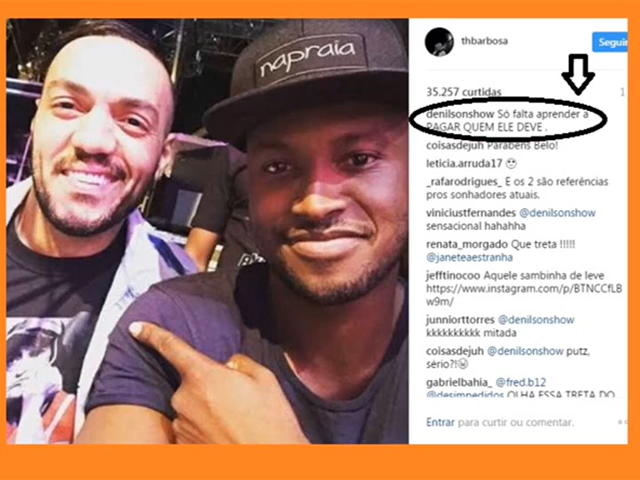 napraia
thbarbosa
Seguir
35.257 curtidas
denilsonshow Só falta aprender a
PAGAR QUEM ELE DEVE .
coisasdejuh Parabéns Belo!
leticia.arruda17 🙂
_rafarodrigues_ E os 2 são referências
pros sonhadores atuais.
viniciustfernandes @denilsonshow
sensacional hahahha
renata_morgado Que treta !!!!!
@janeteaestranha
jefftinocoo Aquele sambinha de leve
https://www.instagram.com/p/BTNCCfLB
w9m/
junniorttorres @denilsonshow
kkkkkkkkkk mitada
coisasdejuh @denilsonshow putz,
sério?!😭
gabrielbahia_ @fred.b12
@desimpedidos OLHA ESSA TRETA DO
Entrar para curtir ou comentar.